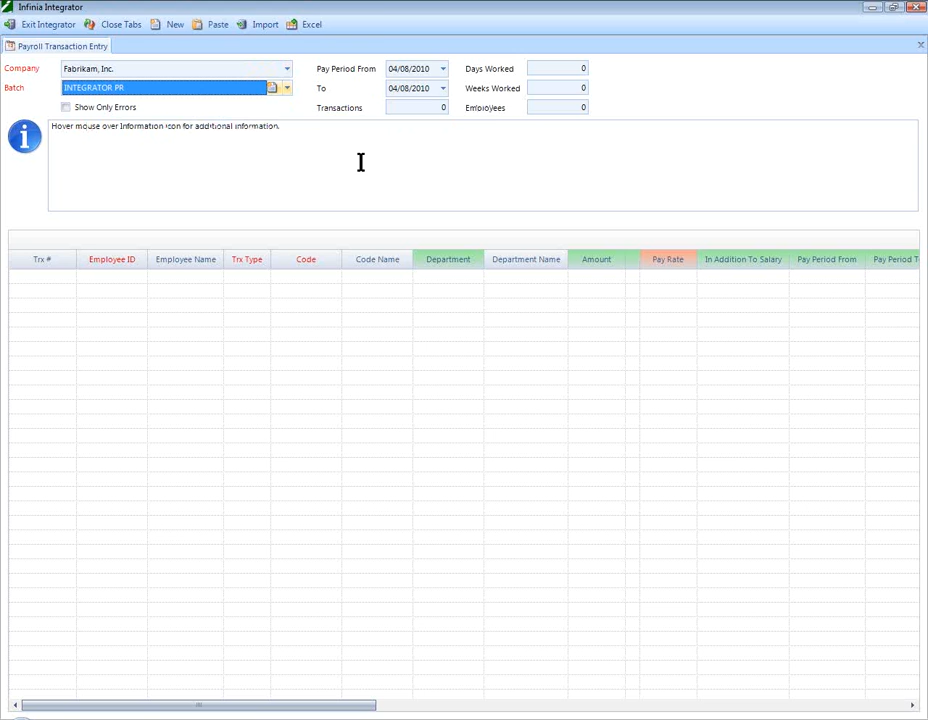 Infinia Integrator
Exit Integrator Close Tabs New Paste Import Excel
Payroll Transaction Entry
Company Fabrikam, Inc. Pay Period From 04/08/2010 Days Worked 0
Batch INTEGRATOR PR To 04/08/2010 Weeks Worked 0
Show Only Errors Transactions 0 Employees 0
Hover mouse over Information icon for additional information.
Trx # Employee ID Employee Name Trx Type Code Code Name Department Department Name Amount Pay Rate In Addition To Salary Pay Period From Pay Period T